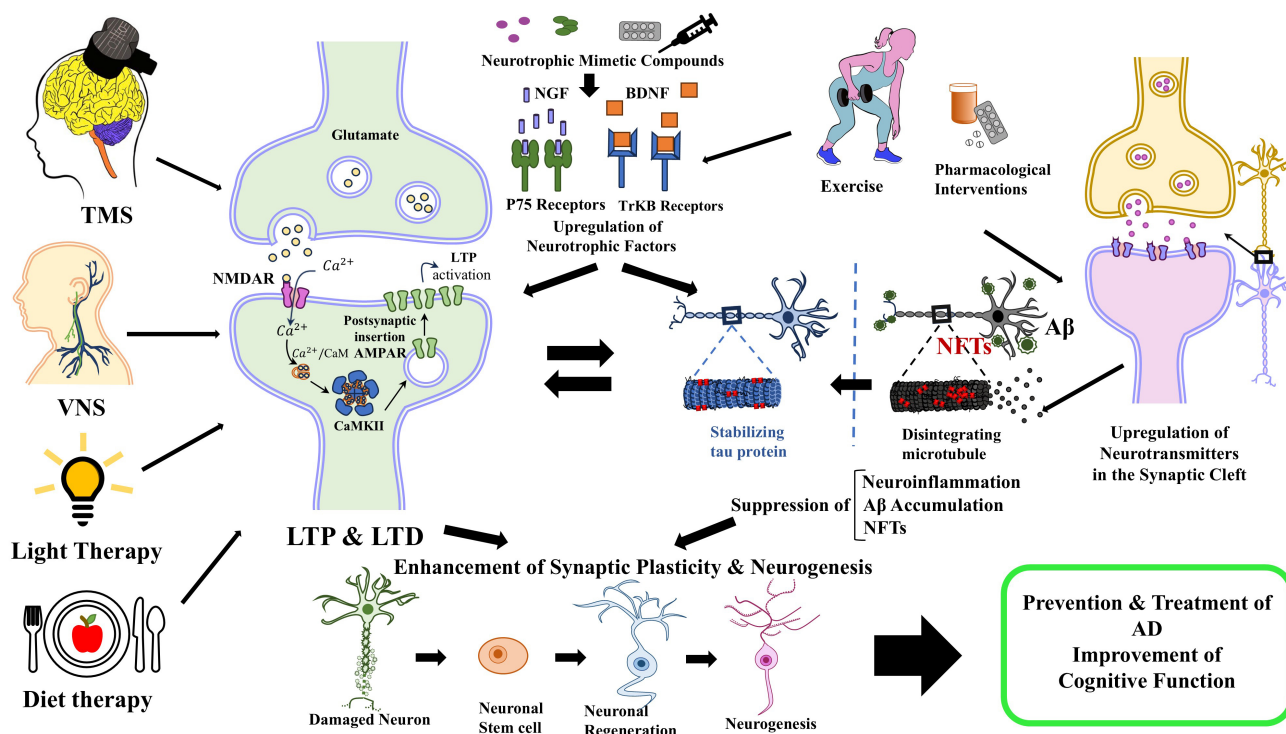 TMS
VNS
Light Therapy
Diet therapy
Glutamate
NMDAR
Ca²⁺
LTP
activation
Ca²⁺
Ca²⁺/CaM
Postsynaptic
insertion
AMPAR
CaMKII
LTP & LTD
Neurotrophic Mimetic Compounds
NGF
BDNF
P75 Receptors
TrKB Receptors
Upregulation of
Neurotrophic Factors
Exercise
Pharmacological
Interventions
Aβ
NFTs
Stabilizing
tau protein
Disintegrating
microtubule
Upregulation of
Neurotransmitters
in the Synaptic Cleft
Suppression of
Neuroinflammation
Aβ Accumulation
NFTs
Enhancement of Synaptic Plasticity & Neurogenesis
Damaged Neuron
Neuronal
Stem cell
Neuronal
Regeneration
Neurogenesis
Prevention & Treatment of
AD
Improvement of
Cognitive Function